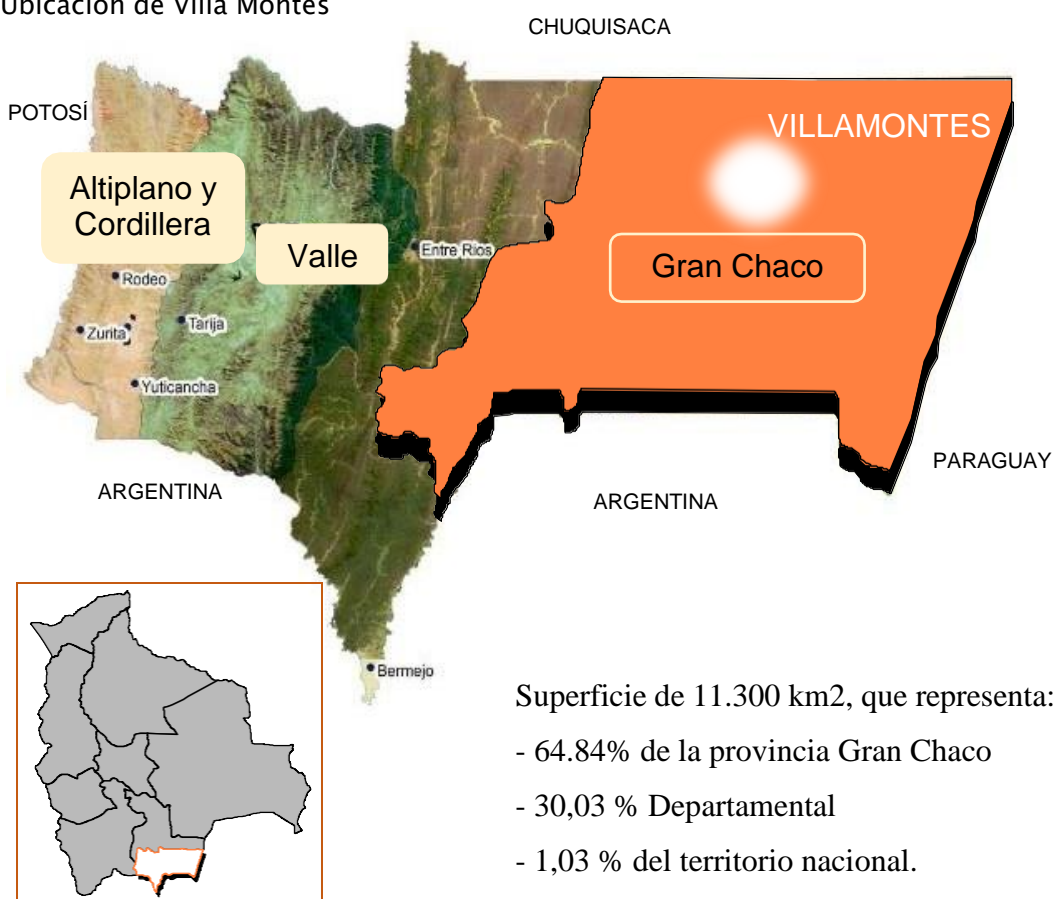 Ubicación de Villa Montes
CHUQUISACA
POTOSÍ
VILLAMONTES
Altiplano y
Cordillera
Valle
Entre Rios
Gran Chaco
Rodeo
Zurita
Tarija
Yuticancha
PARAGUAY
ARGENTINA
ARGENTINA
Bermejo
Superficie de 11.300 km2, que representa:
- 64.84% de la provincia Gran Chaco
- 30,03 % Departamental
- 1,03 % del territorio nacional.